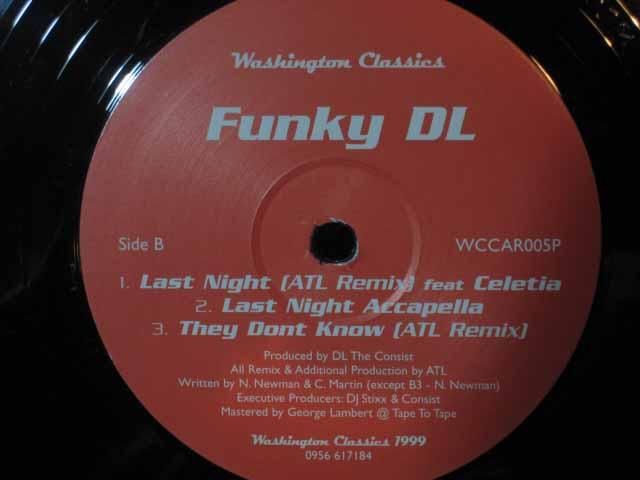 Washington Classics
Funky DL
Side B
WCCAR005P
1. Last Night (ATL Remix) feat Celetia
2. Last Night Accapella
3. They Dont Know (ATL Remix)
Produced by DL The Consist
All Remix & Additional Production by ATL
Written by N. Newman & C. Martin (except B3 - N. Newman)
Executive Producers: DJ Stixx & Consist
Mastered by George Lambert @ Tape To Tape
Washington Classics 1999
0956 617184